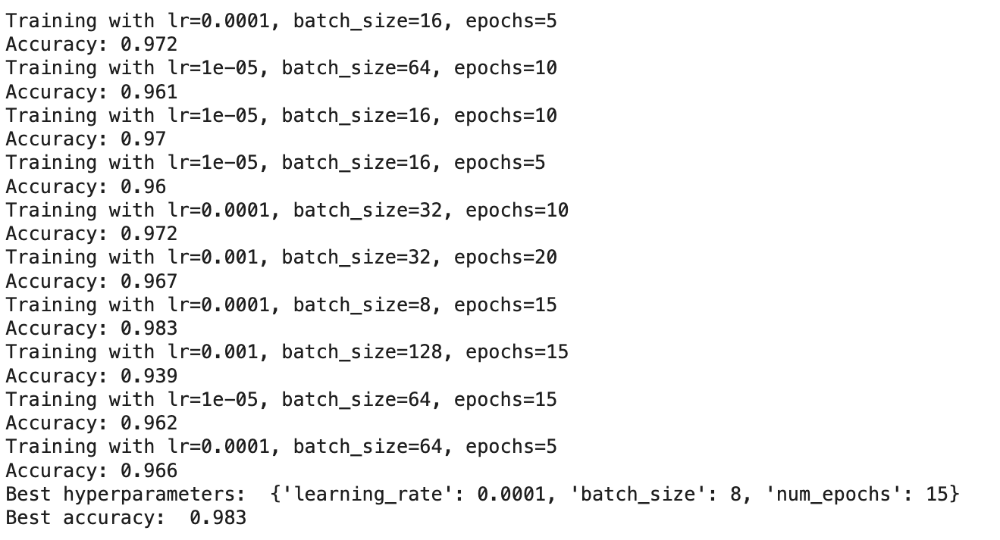 Training with lr=0.0001, batch_size=16, epochs=5
Accuracy: 0.972
Training with lr=1e-05, batch_size=64, epochs=10
Accuracy: 0.961
Training with lr=1e-05, batch_size=16, epochs=10
Accuracy: 0.97
Training with lr=1e-05, batch_size=16, epochs=5
Accuracy: 0.96
Training with lr=0.0001, batch_size=32, epochs=10
Accuracy: 0.972
Training with lr=0.001, batch_size=32, epochs=20
Accuracy: 0.967
Training with lr=0.0001, batch_size=8, epochs=15
Accuracy: 0.983
Training with lr=0.001, batch_size=128, epochs=15
Accuracy: 0.939
Training with lr=1e-05, batch_size=64, epochs=15
Accuracy: 0.962
Training with lr=0.0001, batch_size=64, epochs=5
Accuracy: 0.966
Best hyperparameters:  {'learning_rate': 0.0001, 'batch_size': 8, 'num_epochs': 15}
Best accuracy:  0.983